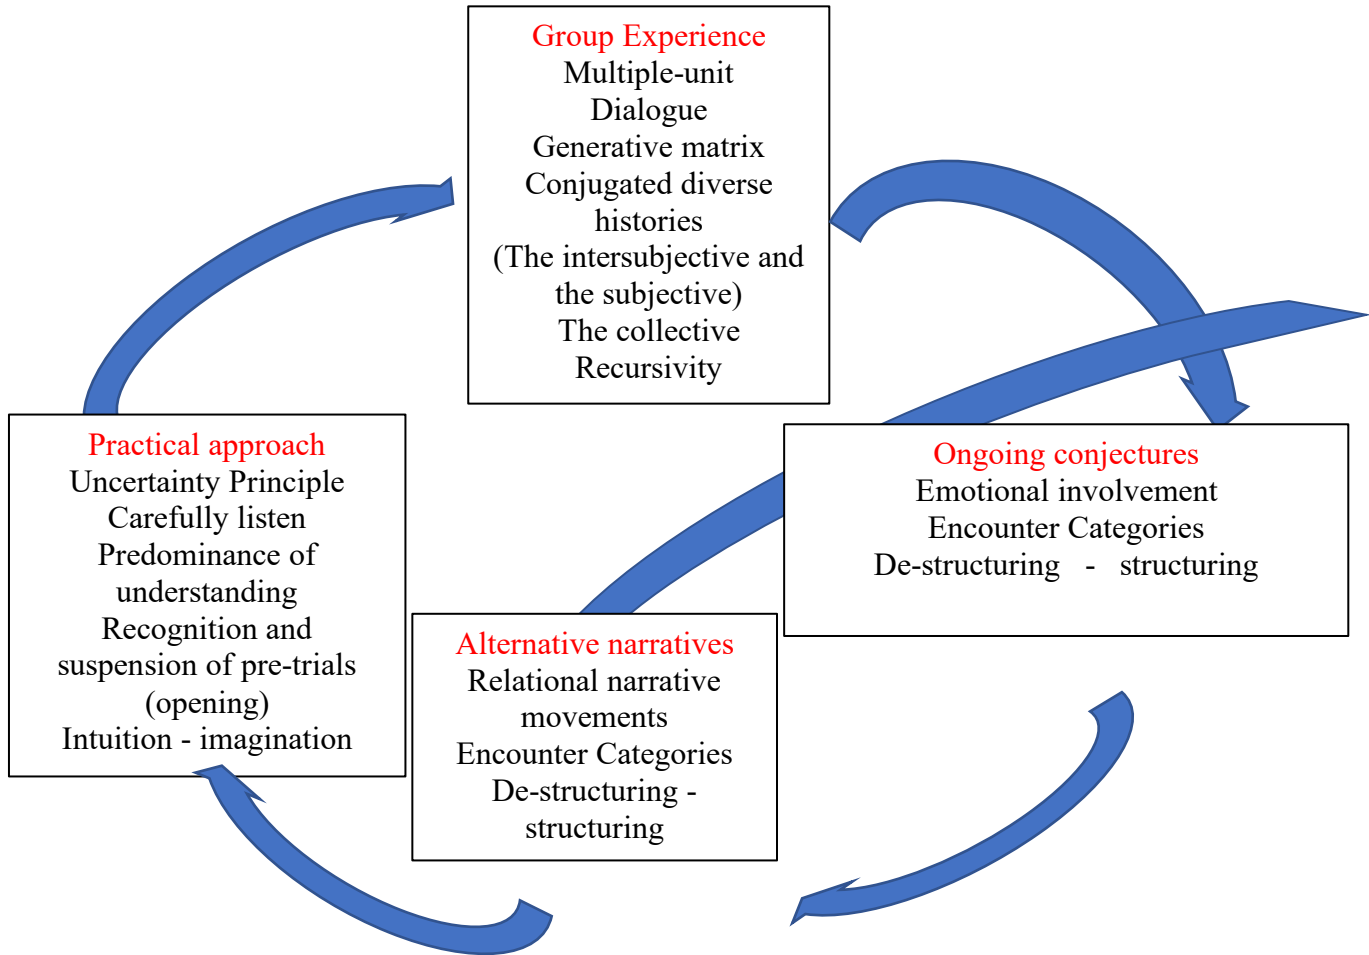 Group Experience
Multiple-unit
Dialogue
Generative matrix
Conjugated diverse
histories
(The intersubjective and
the subjective)
The collective
Recursivity
Practical approach
Uncertainty Principle
Carefully listen
Predominance of
understanding
Recognition and
suspension of pre-trials
(opening)
Intuition - imagination
Ongoing conjectures
Emotional involvement
Encounter Categories
De-structuring - structuring
Alternative narratives
Relational narrative
movements
Encounter Categories
De-structuring -
structuring